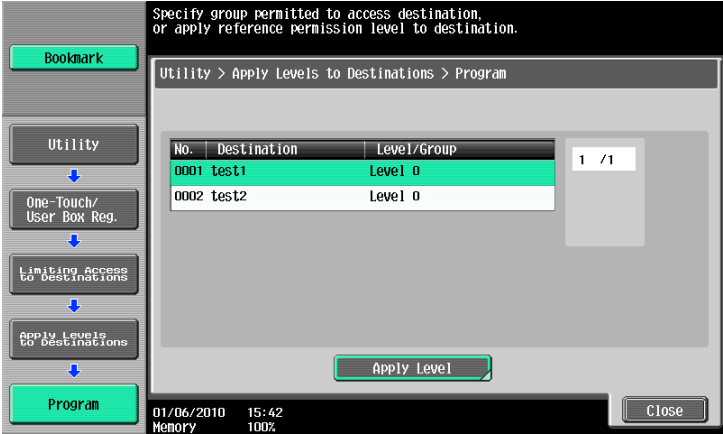 Specify group permitted to access destination,
or apply reference permission level to destination.
Bookmark
Utility > Apply Levels to Destinations > Program
Utility
One-Touch/
User Box Reg.
Limiting Access
to Destinations
Apply Levels
to Destinations
Program
No. Destination Level/Group
0001 test1 Level 0
0002 test2 Level 0
1 /1
Apply Level
Close
01/06/2010 15:42
Memory 100%